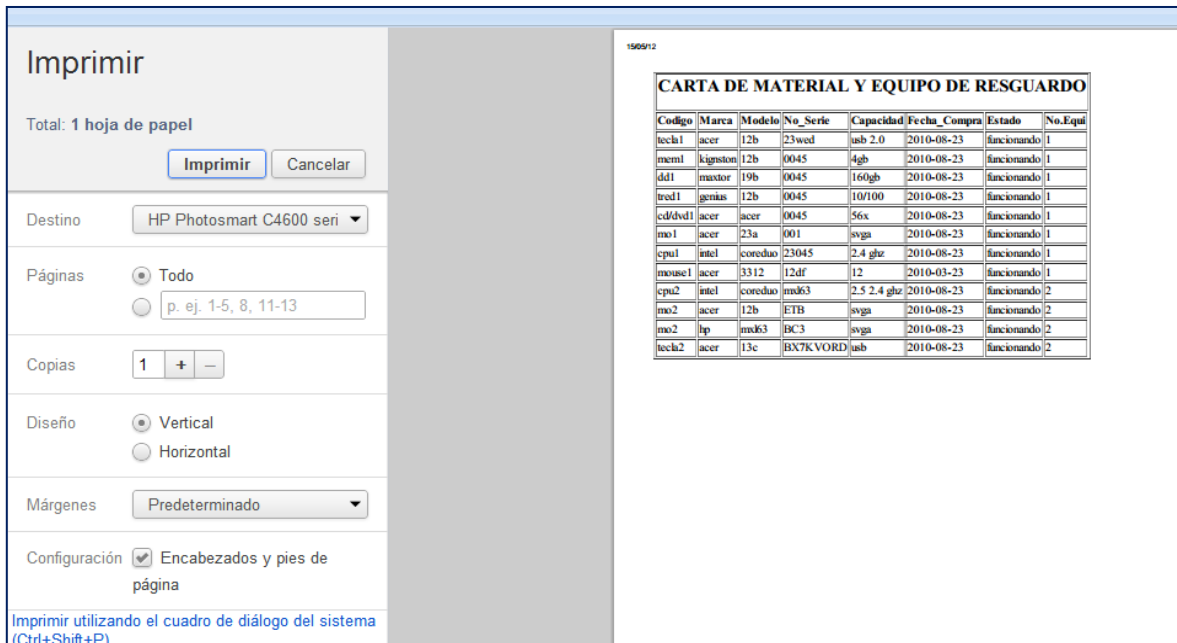 Imprimir
Total: 1 hoja de papel
Imprimir Cancelar
Destino HP Photosmart C4600 seri
Páginas Todo
p. ej. 1-5, 8, 11-13
Copias 1 + –
Diseño Vertical
Horizontal
Márgenes Predeterminado
Configuración Encabezados y pies de
página
Imprimir utilizando el cuadro de diálogo del sistema
(Ctrl+Shift+P)
15/05/12
CARTA DE MATERIAL Y EQUIPO DE RESGUARDO
Codigo Marca Modelo No_Serie Capacidad Fecha_Compra Estado No.Equi
tecla1 acer 12b 23wed usb 2.0 2010-08-23 funcionando 1
mem1 kignston 12b 0045 4gb 2010-08-23 funcionando 1
dd1 maxtor 19b 0045 160gb 2010-08-23 funcionando 1
tred1 genius 12b 0045 10/100 2010-08-23 funcionando 1
cd/dvd1 acer acer 0045 56x 2010-08-23 funcionando 1
mo1 acer 23a 001 svga 2010-08-23 funcionando 1
cpu1 intel coreduo 23045 2.4 ghz 2010-08-23 funcionando 1
mouse1 acer 3312 12df 12 2010-03-23 funcionando 1
cpu2 intel coreduo md63 2.5 2.4 ghz 2010-08-23 funcionando 2
mo2 acer 12b ETB svga 2010-08-23 funcionando 2
mo2 hp md63 BC3 svga 2010-08-23 funcionando 2
tecla2 acer 13c BX7KVORD usb 2010-08-23 funcionando 2